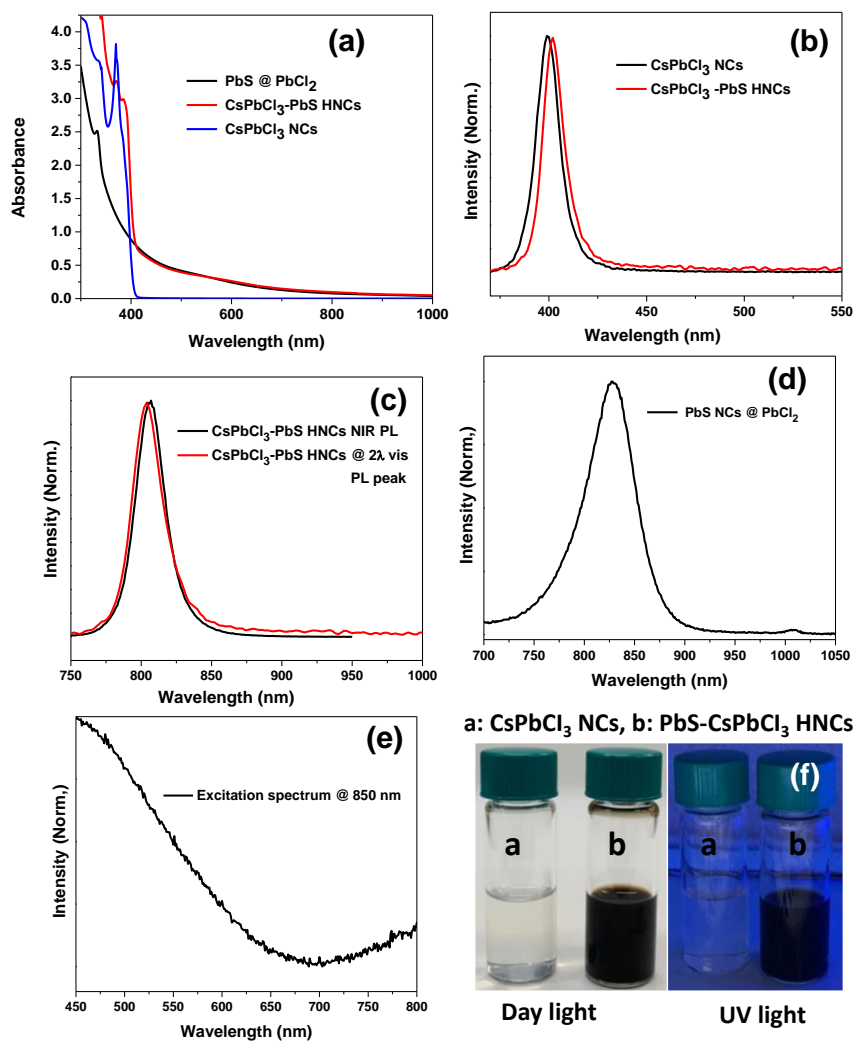 (a)
PbS @ PbCl₂
CsPbCl₃-PbS HNCs
CsPbCl₃ NCs
Absorbance
4.0
3.5
3.0
2.5
2.0
1.5
1.0
0.5
0.0
400 600 800 1000
Wavelength (nm)
(b)
CsPbCl₃ NCs
CsPbCl₃ -PbS HNCs
Intensity (Norm.)
400 450 500 550
Wavelength (nm)
(c)
CsPbCl₃-PbS HNCs NIR PL
CsPbCl₃-PbS HNCs @ 2λ vis
PL peak
Intensity (Norm.)
750 800 850 900 950 1000
Wavelength (nm)
(d)
PbS NCs @ PbCl₂
Intensity (Norm,)
700 750 800 850 900 950 1000 1050
Wavelength (nm)
(e)
Excitation spectrum @ 850 nm
Intensity (Norm.)
450 500 550 600 650 700 750 800
Wavelength (nm)
a: CsPbCl₃ NCs, b: PbS-CsPbCl₃ HNCs
(f)
a b a b
Day light UV light